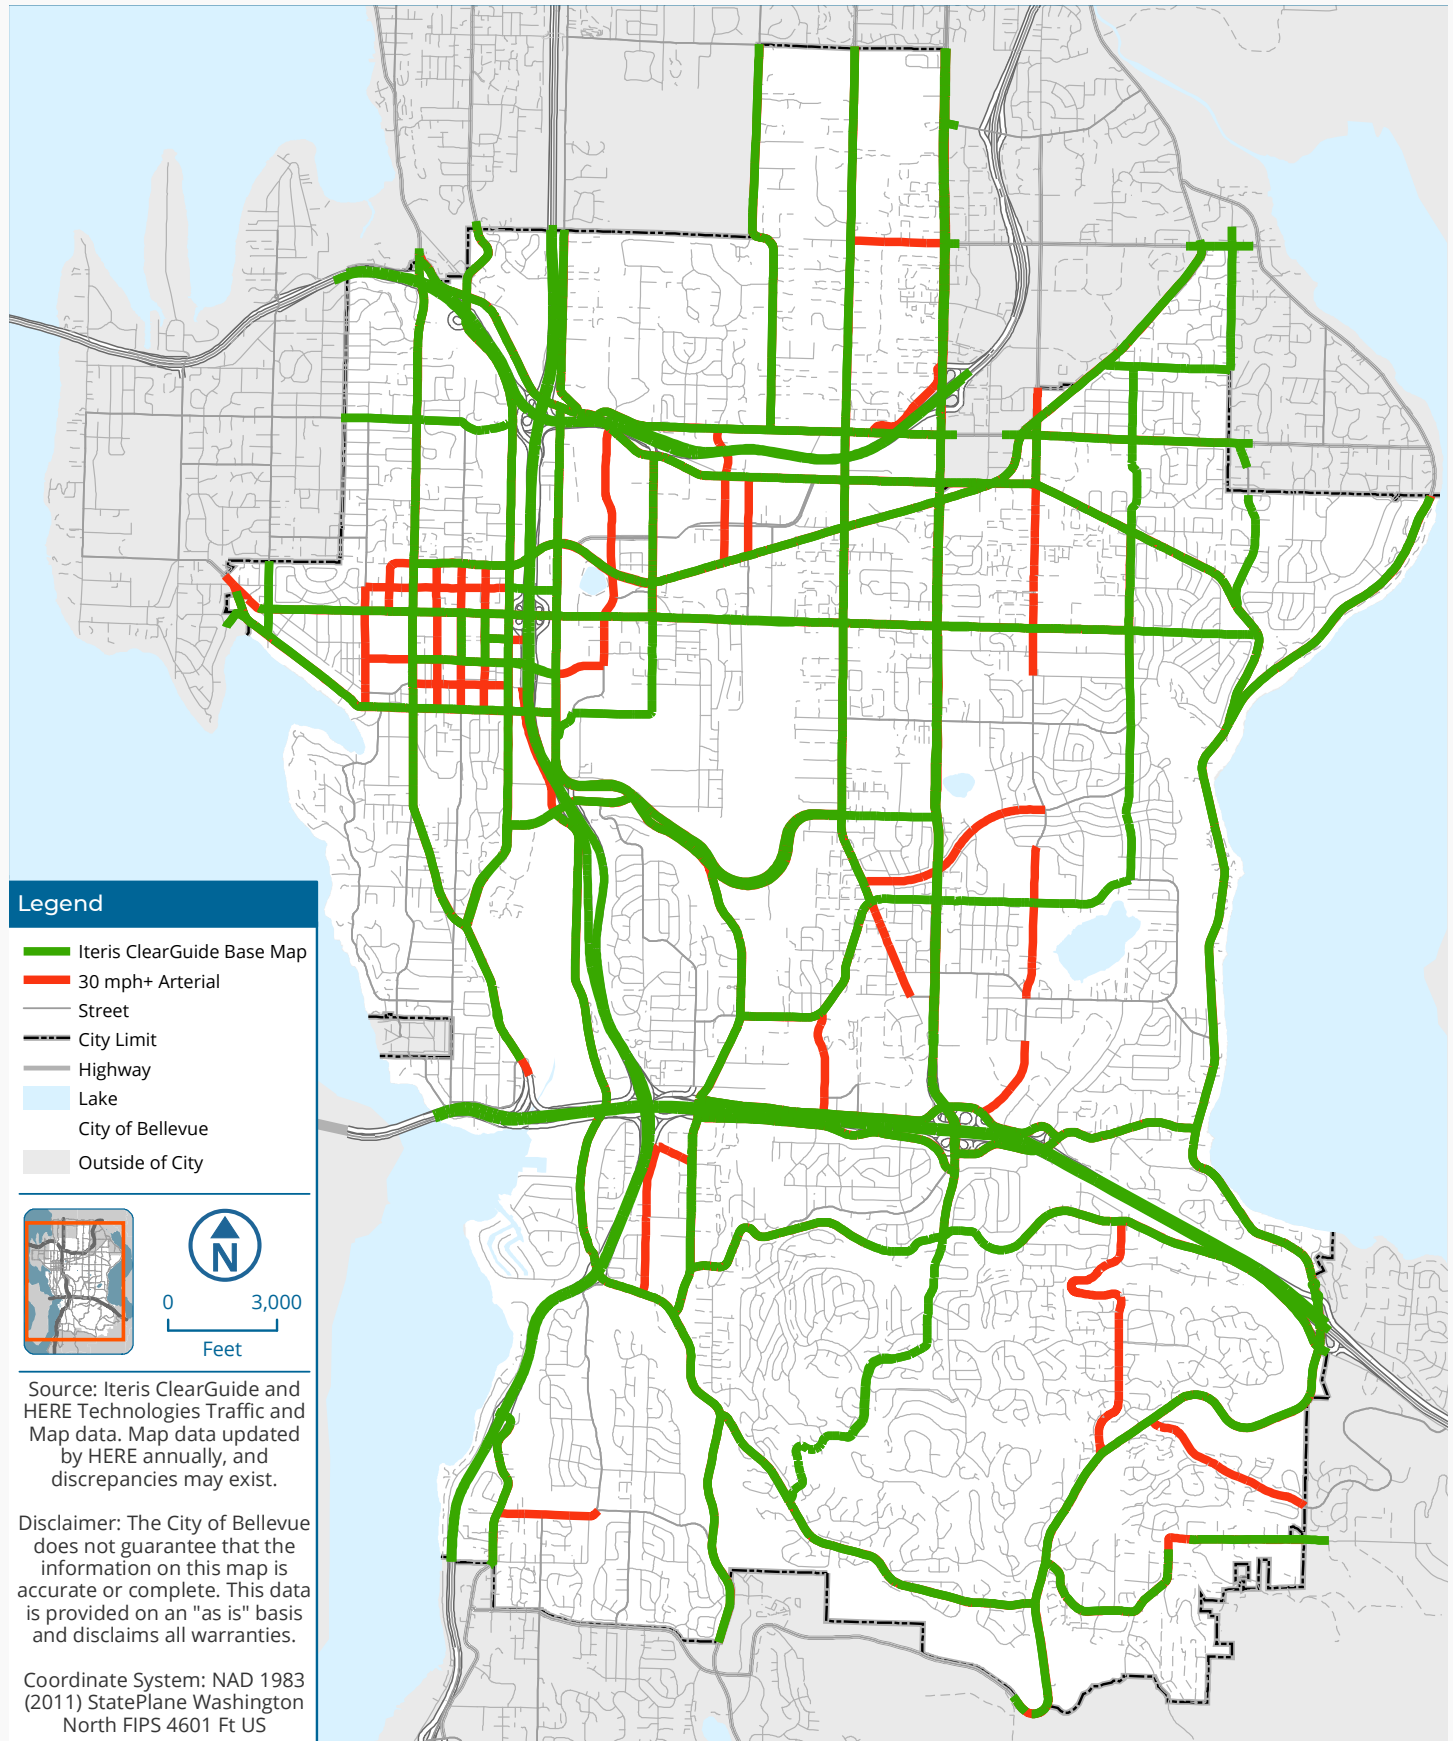 Legend
Iteris ClearGuide Base Map
30 mph+ Arterial
Street
City Limit
Highway
Lake
City of Bellevue
Outside of City
N
0 3,000
Feet
Source: Iteris ClearGuide and
HERE Technologies Traffic and
Map data. Map data updated
by HERE annually, and
discrepancies may exist.
Disclaimer: The City of Bellevue
does not guarantee that the
information on this map is
accurate or complete. This data
is provided on an "as is" basis
and disclaims all warranties.
Coordinate System: NAD 1983
(2011) StatePlane Washington
North FIPS 4601 Ft US